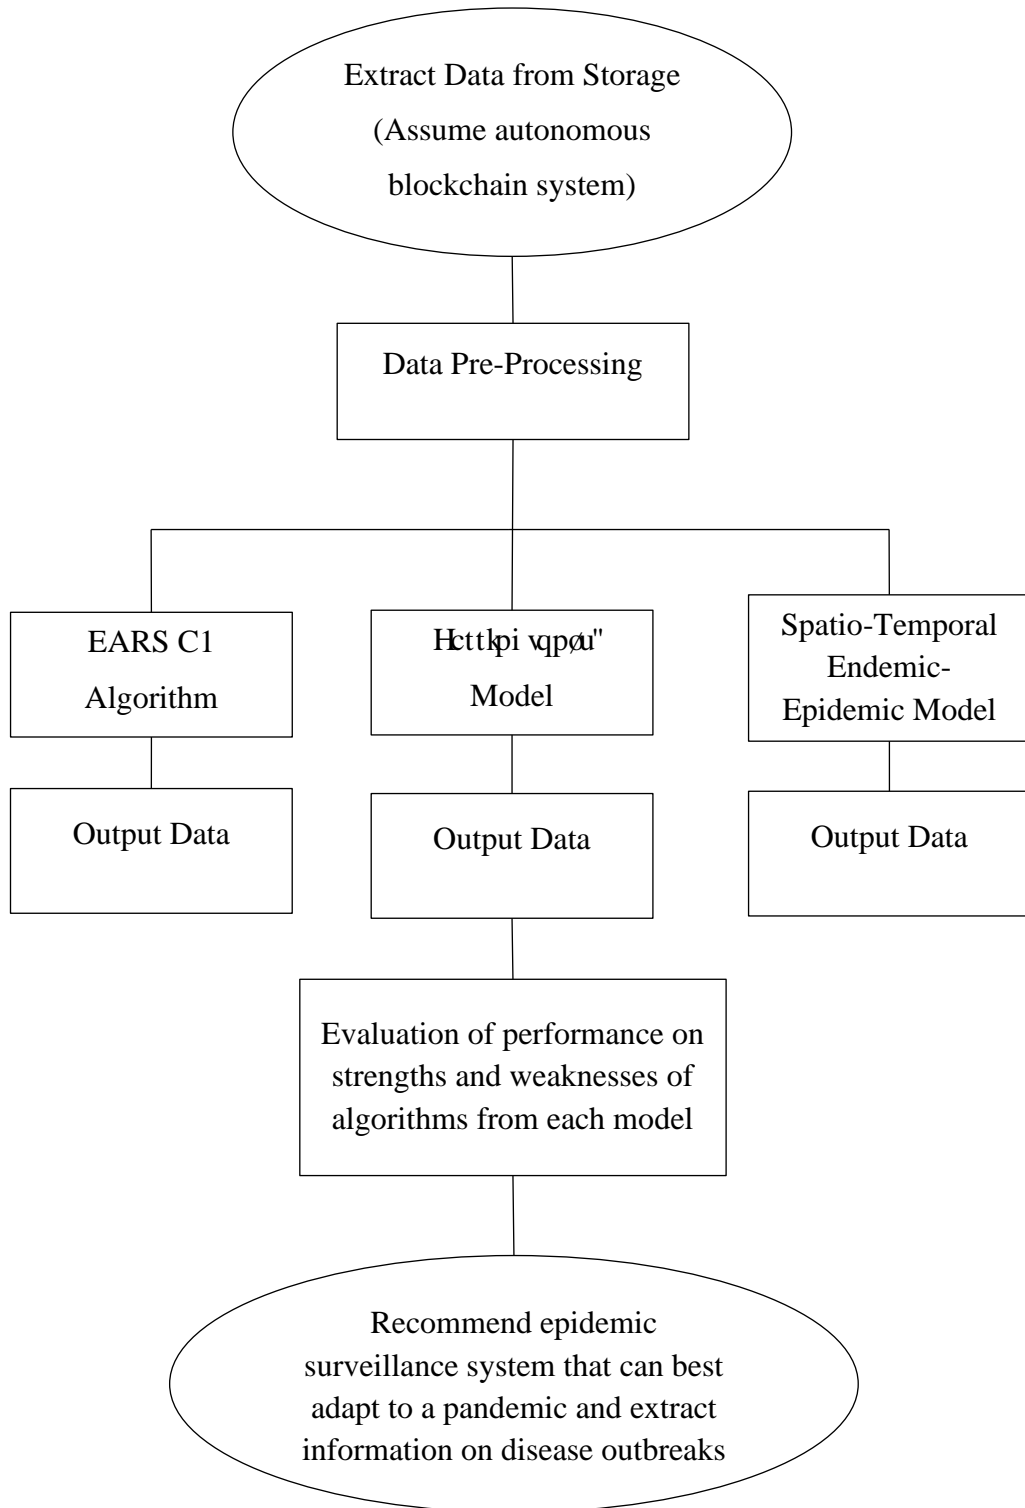 Extract Data from Storage
(Assume autonomous
blockchain system)
Data Pre-Processing
EARS C1
Algorithm
Model
Spatio-Temporal
Endemic-
Epidemic Model
Output Data
Output Data
Output Data
Evaluation of performance on
strengths and weaknesses of
algorithms from each model
Recommend epidemic
surveillance system that can best
adapt to a pandemic and extract
information on disease outbreaks